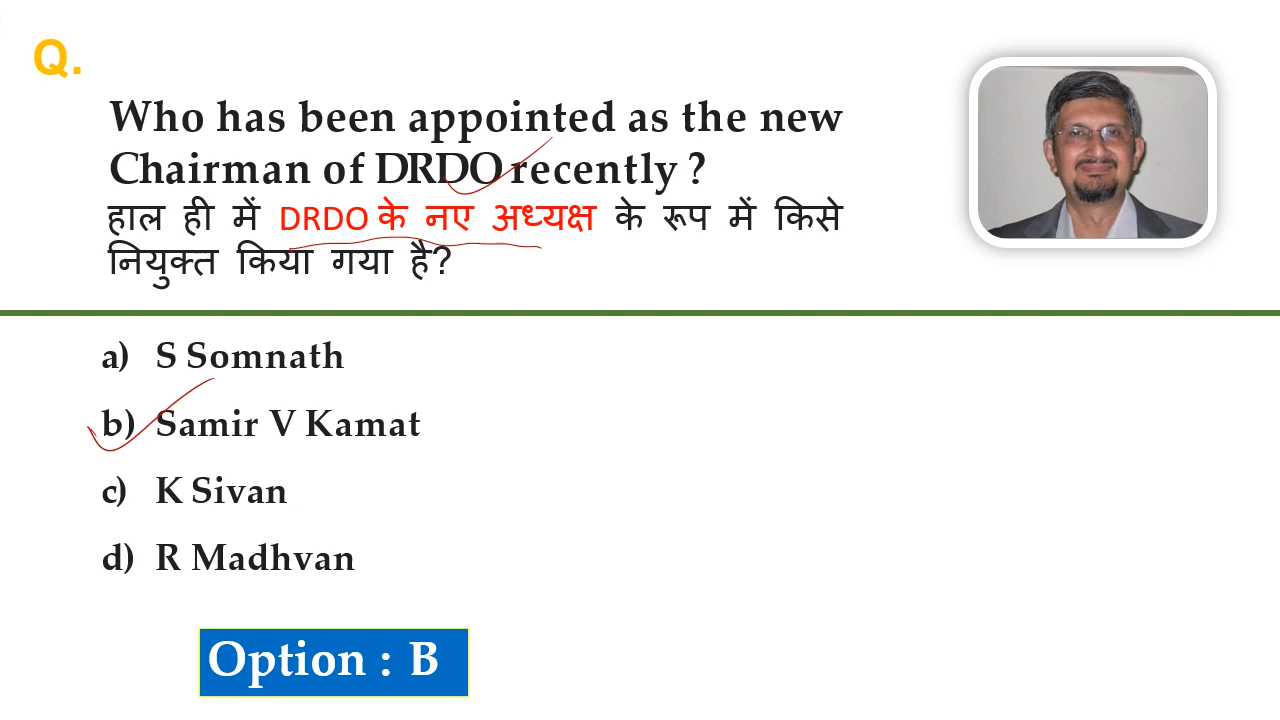 Q.
Who has been appointed as the new
Chairman of DRDO recently ?
हाल ही में DRDO के नए अध्यक्ष के रूप में किसे
नियुक्त किया गया है?
a) S Somnath
b) Samir V Kamat
c) K Sivan
d) R Madhvan
Option : B